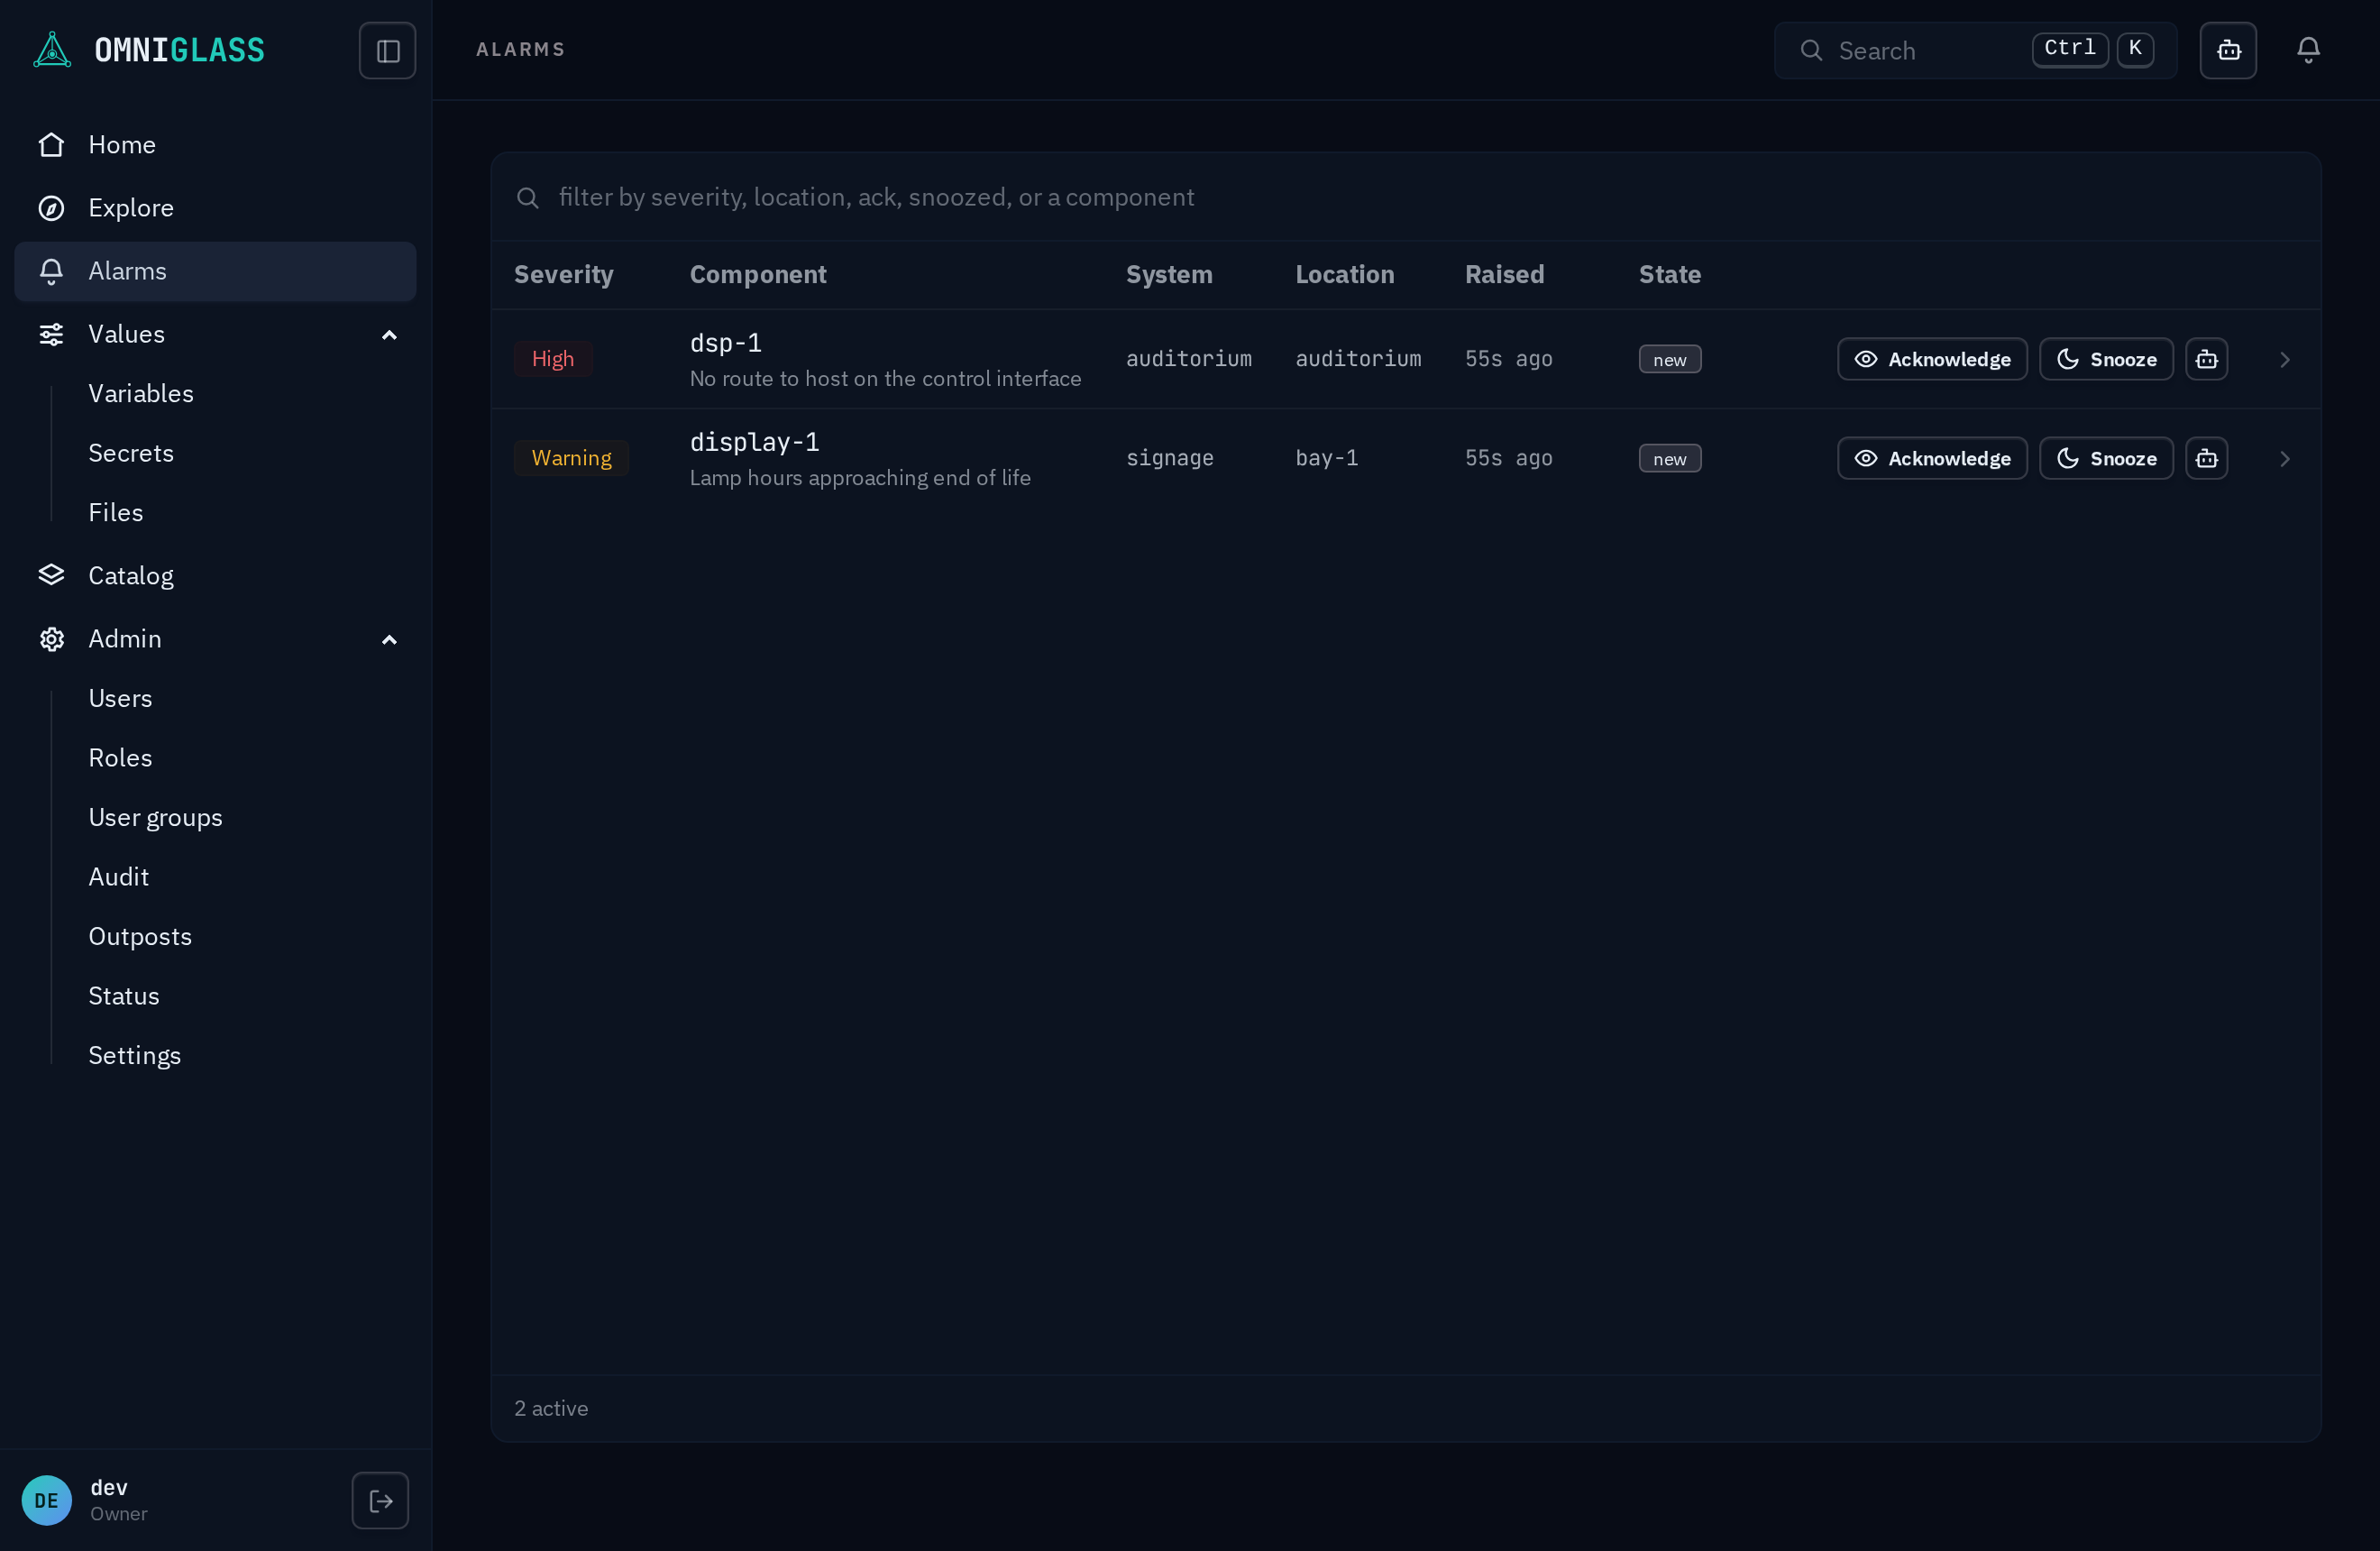 OMNIGLASS
ALARMS
Search Ctrl K
Home
Explore
Alarms
Values
Variables
Secrets
Files
Catalog
Admin
Users
Roles
User groups
Audit
Outposts
Status
Settings
DE
dev
Owner
filter by severity, location, ack, snoozed, or a component
Severity Component System Location Raised State
High dsp-1 auditorium auditorium 55s ago new Acknowledge Snooze
No route to host on the control interface
Warning display-1 signage bay-1 55s ago new Acknowledge Snooze
Lamp hours approaching end of life
2 active